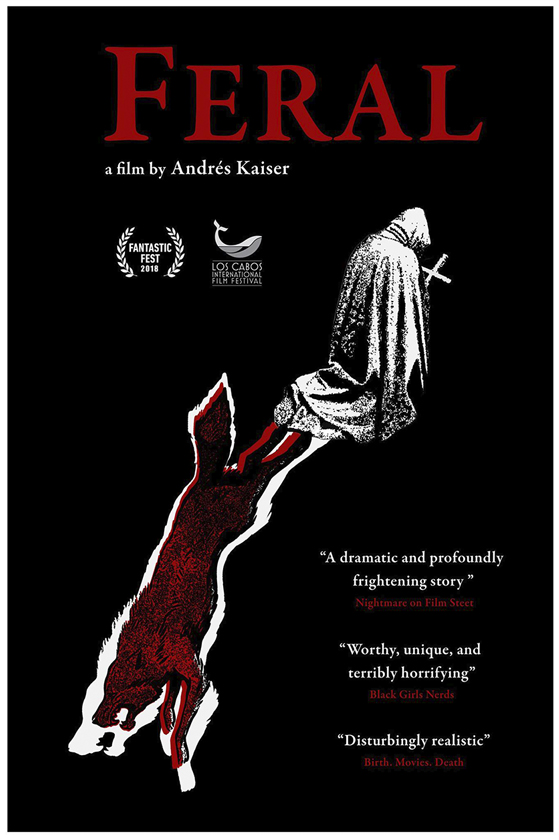 FERAL
a film by Andrés Kaiser
FANTASTIC
FEST
2018
LOS CABOS
INTERNATIONAL
FILM FESTIVAL
“A dramatic and profoundly
frightening story ”
Nightmare on Film Steet
“Worthy, unique, and
terribly horrifying”
Black Girls Nerds
“Disturbingly realistic”
Birth. Movies. Death